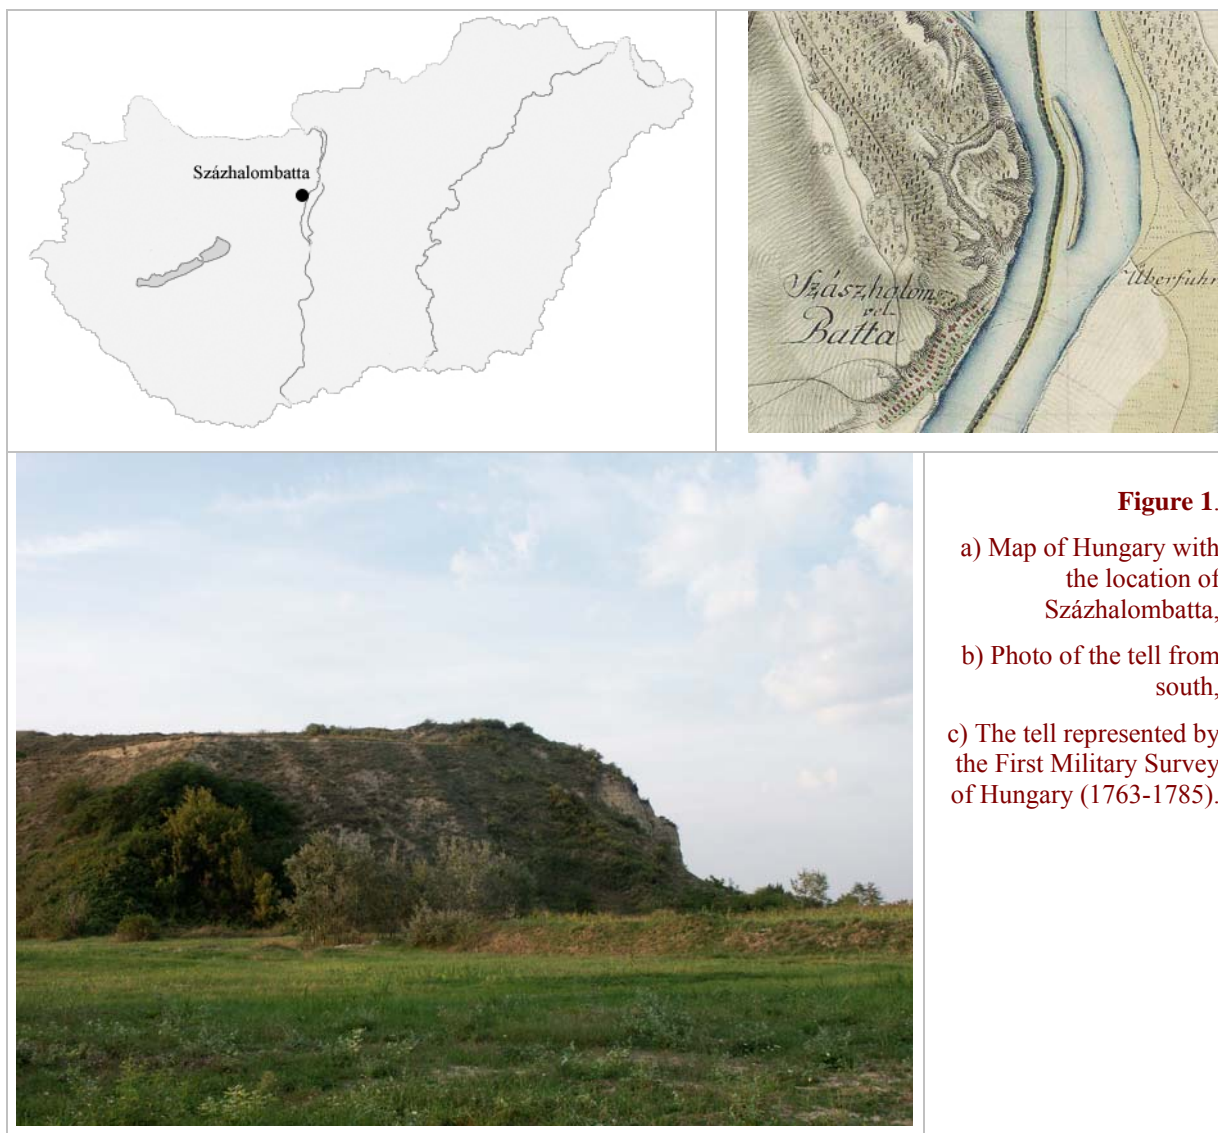 Százhalombatta
Szászhalom
vel
Batta
Überfuhr
Figure 1.
a) Map of Hungary with
the location of
Százhalombatta,
b) Photo of the tell from
south,
c) The tell represented by
the First Military Survey
of Hungary (1763-1785).